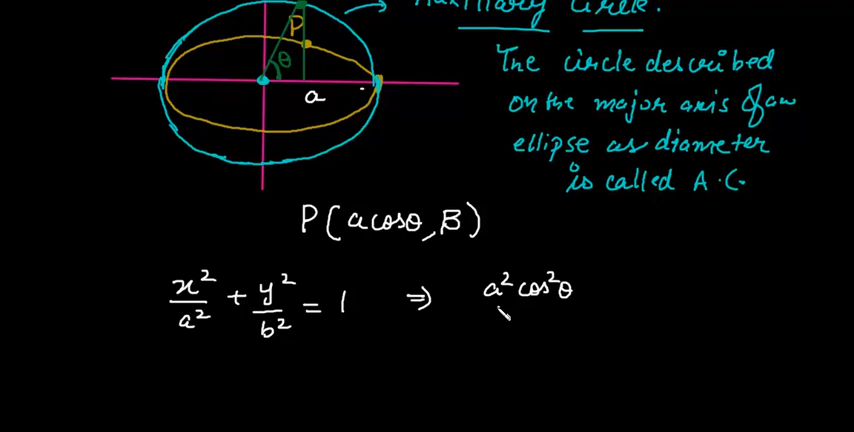 Auxiliary Circle.
P
θ
The circle described
a
on the major axis of an
ellipse as diameter
is called A.C.
P(acosθ, β)
x²/a² + y²/b² = 1 ⇒ a²cos²θ